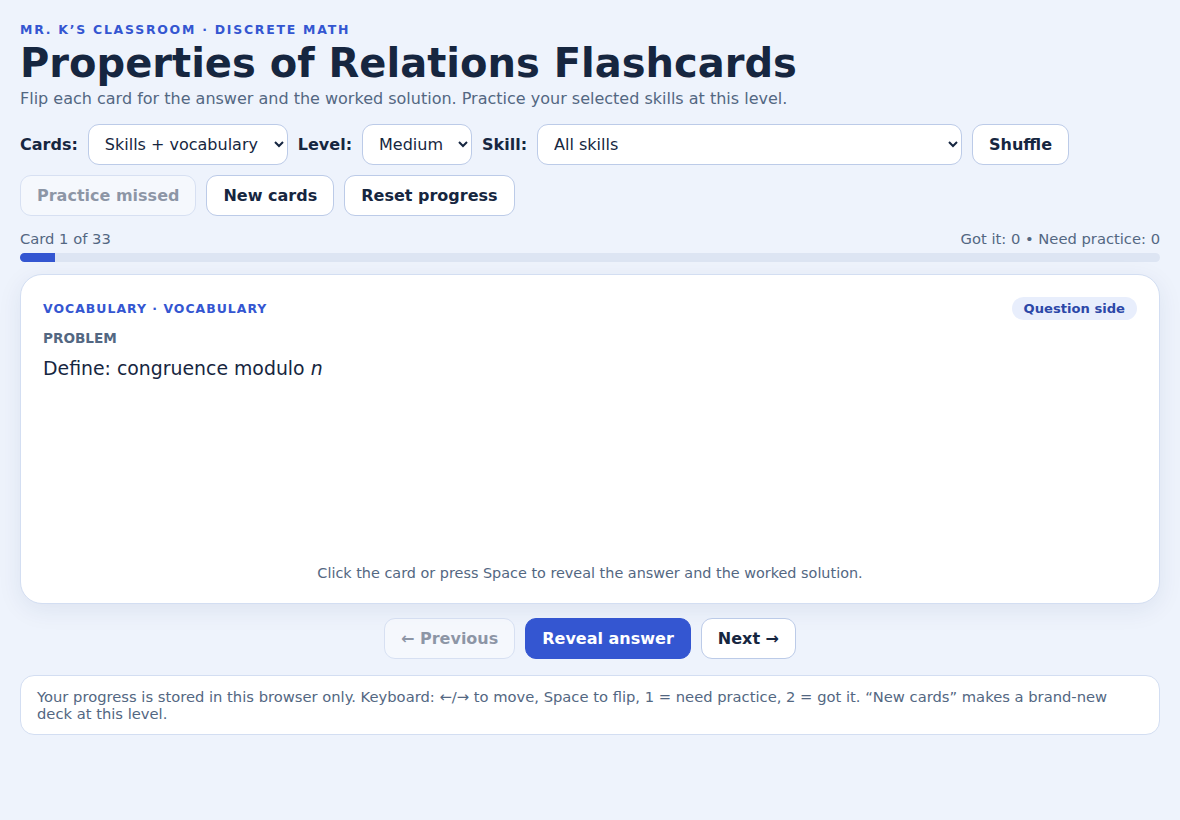 MR. K’S CLASSROOM · DISCRETE MATH
Properties of Relations Flashcards
Flip each card for the answer and the worked solution. Practice your selected skills at this level.
Cards: Skills + vocabulary Level: Medium Skill: All skills Shuffle
Practice missed New cards Reset progress
Card 1 of 33 Got it: 0 • Need practice: 0
VOCABULARY · VOCABULARY Question side
PROBLEM
Define: congruence modulo n
Click the card or press Space to reveal the answer and the worked solution.
← Previous Reveal answer Next →
Your progress is stored in this browser only. Keyboard: ←/→ to move, Space to flip, 1 = need practice, 2 = got it. “New cards” makes a brand-new
deck at this level.